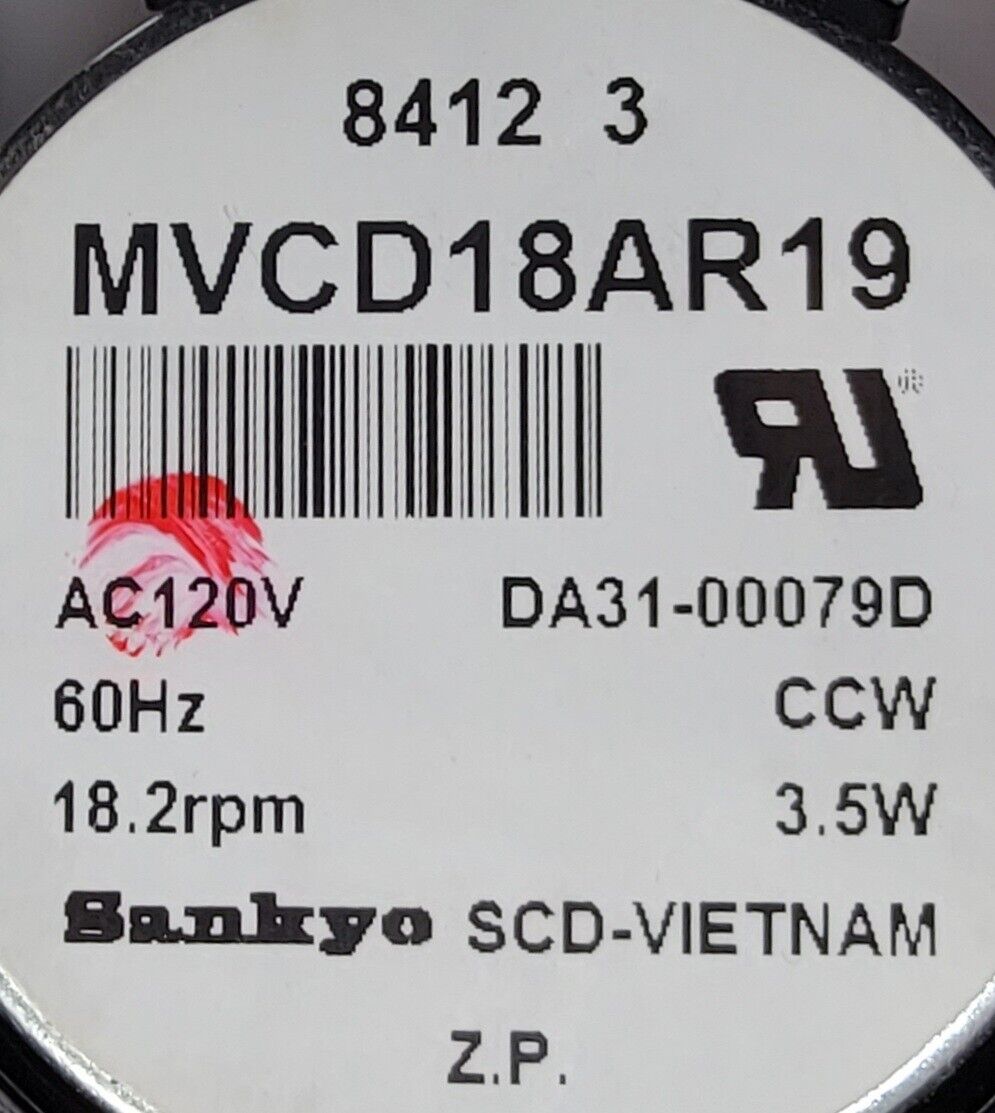 8412 3
MVCD18AR19
AC120V DA31-00079D
60Hz CCW
18.2rpm 3.5W
Sankyo SCD-VIETNAM
Z.P.